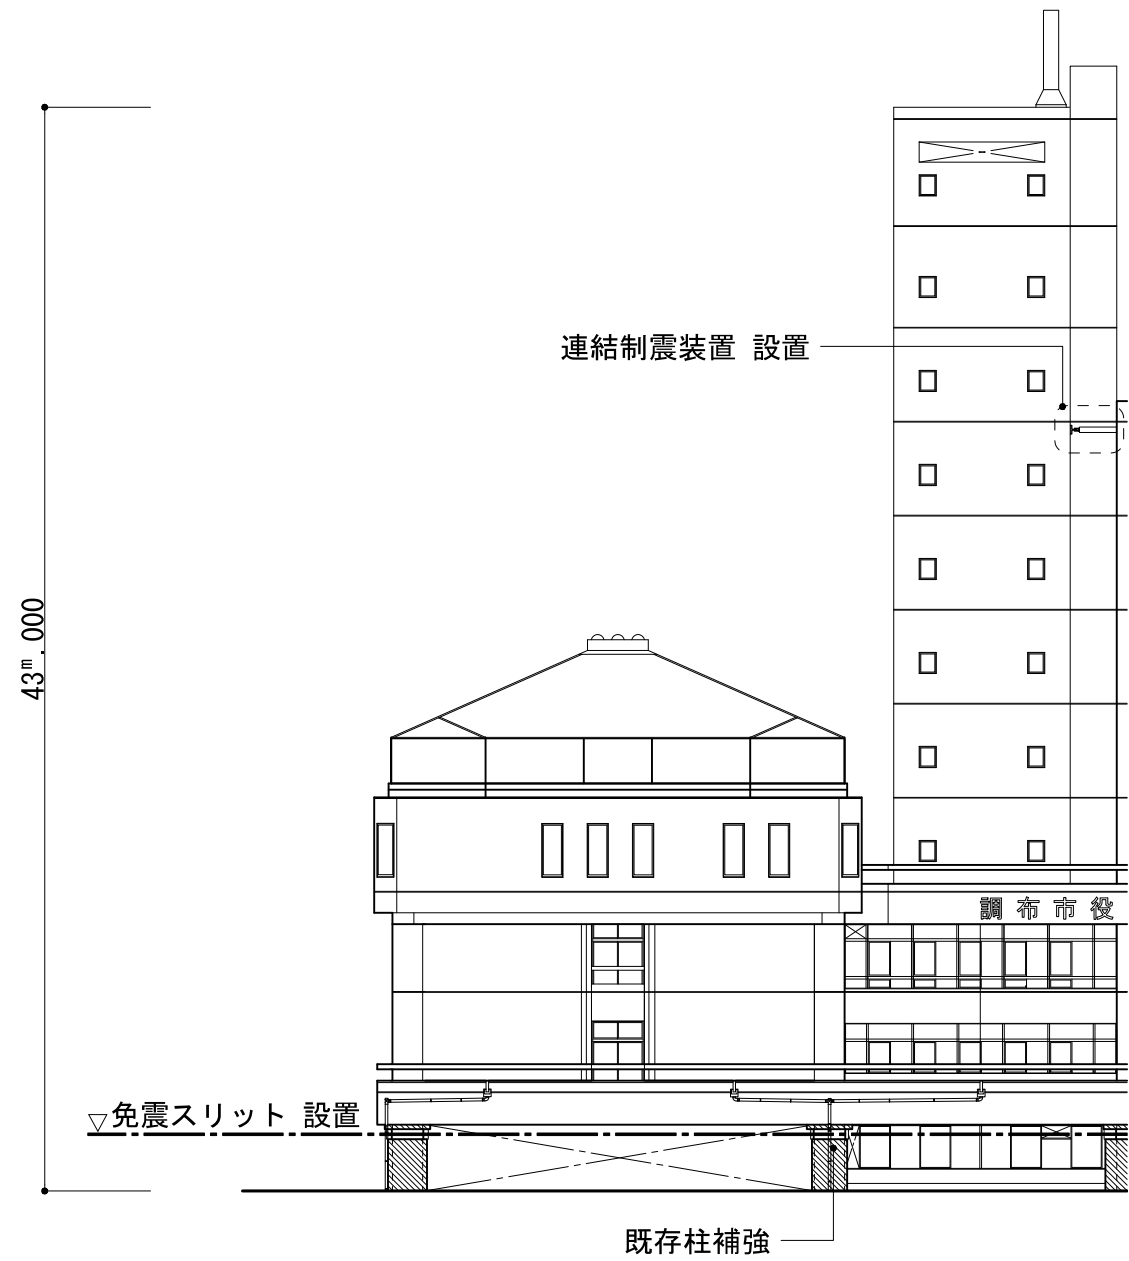 連結制震装置 設置
43m.000
調布市役
▽免震スリット 設置
既存柱補強